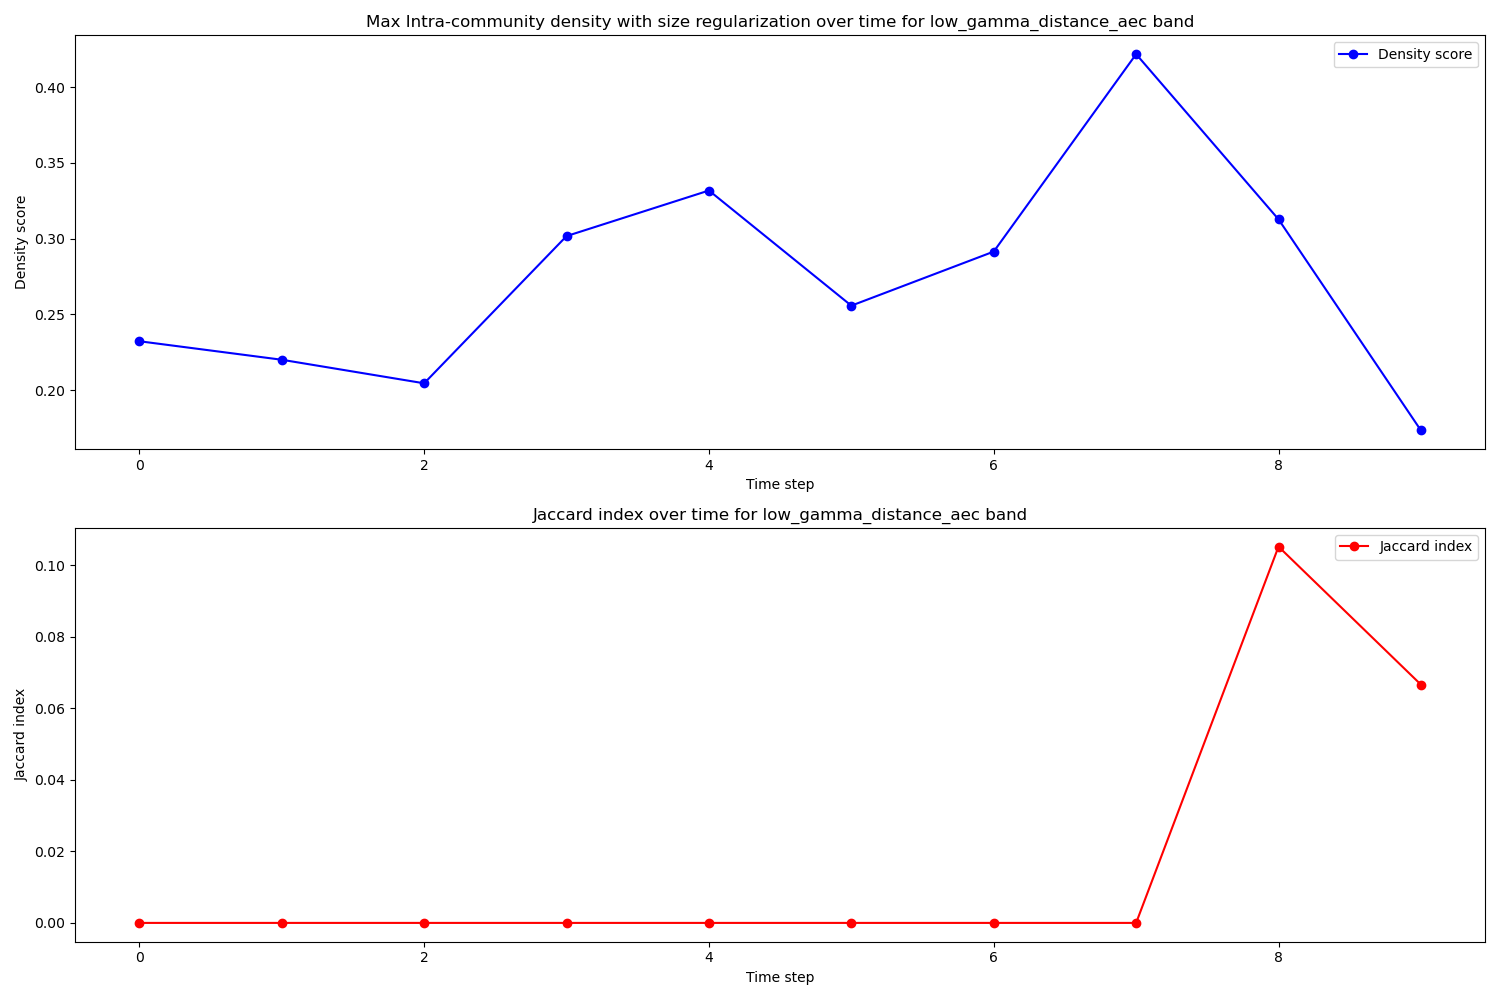 Max Intra-community density with size regularization over time for low_gamma_distance_aec band
Density score
0.40
0.35
0.30
0.25
0.20
Density score
0 2 4 6 8
Time step
Jaccard index over time for low_gamma_distance_aec band
Jaccard index
0.10
0.08
0.06
0.04
0.02
0.00
Jaccard index
0 2 4 6 8
Time step